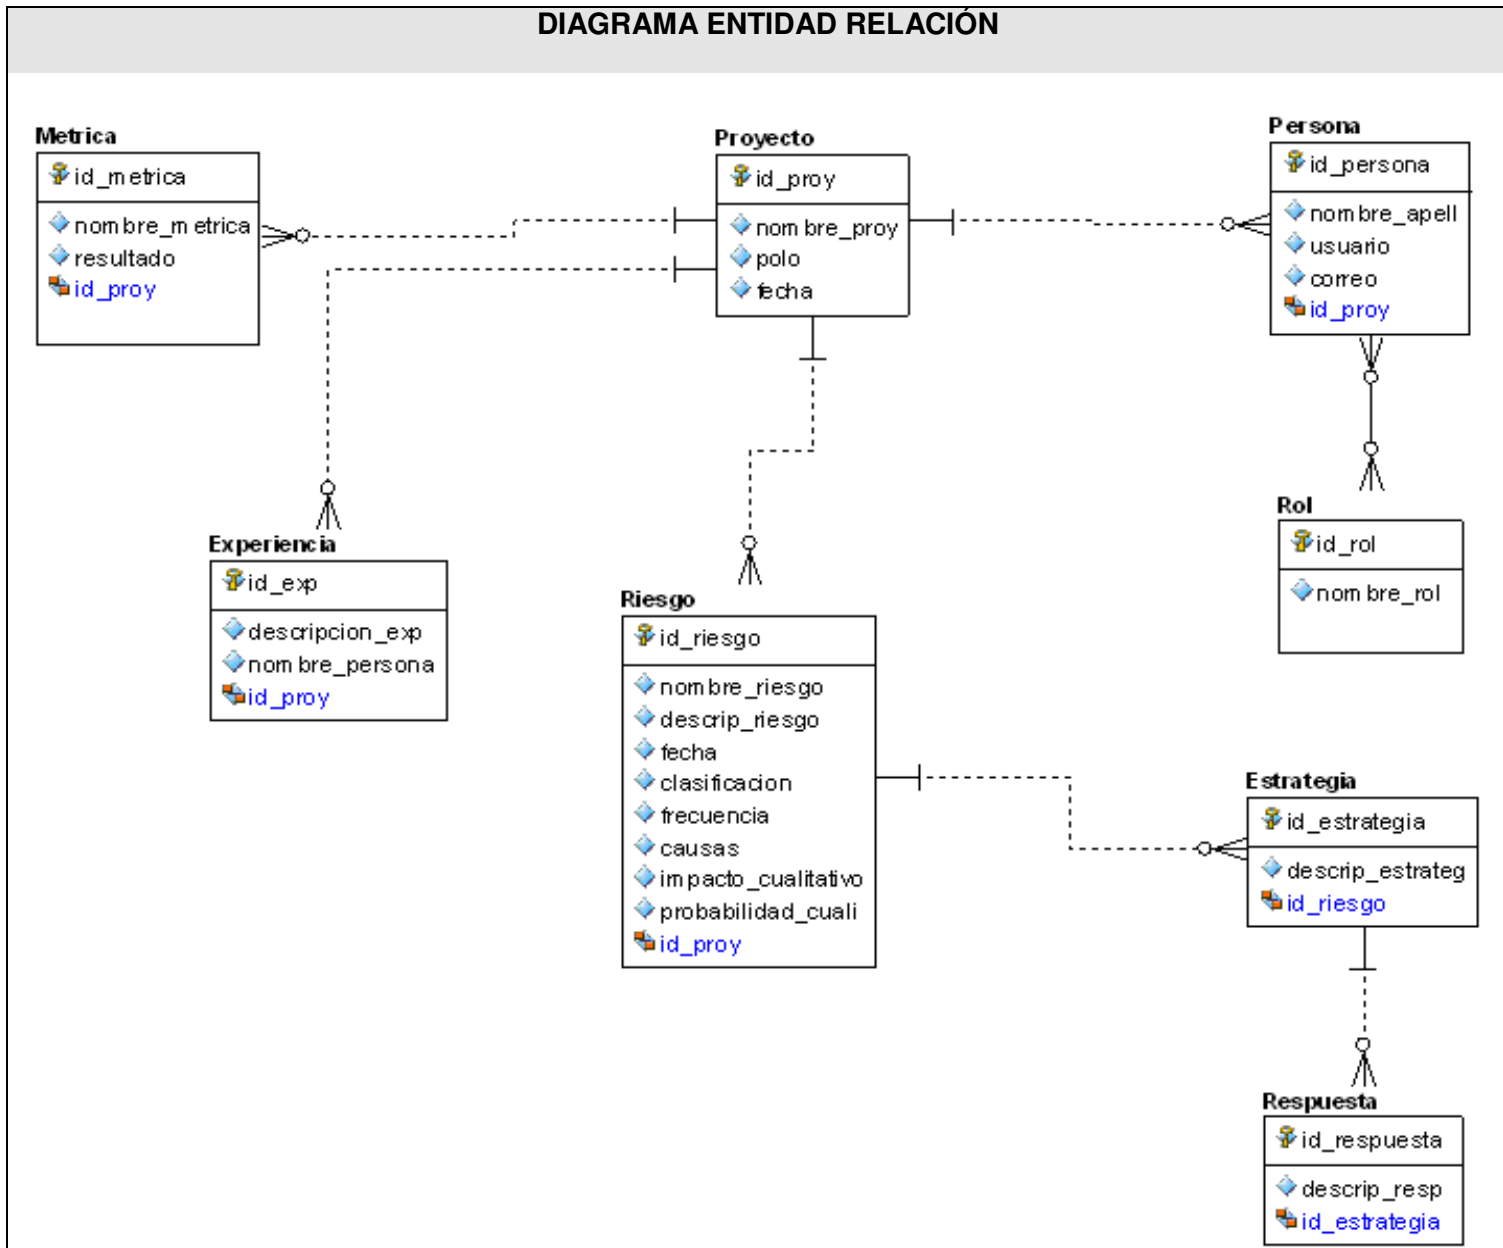 DIAGRAMA ENTIDAD RELACIÓN
Metrica
id_metrica
nombre_metrica
resultado
id_proy
Proyecto
id_proy
nombre_proy
polo
fecha
Persona
id_persona
nombre_apell
usuario
correo
id_proy
Experiencia
id_exp
descripcion_exp
nombre_persona
id_proy
Riesgo
id_riesgo
nombre_riesgo
descrip_riesgo
fecha
clasificacion
frecuencia
causas
impacto_cualitativo
probabilidad_cuali
id_proy
Rol
id_rol
nombre_rol
Estrategia
id_estrategia
descrip_estrateg
id_riesgo
Respuesta
id_respuesta
descrip_resp
id_estrategia